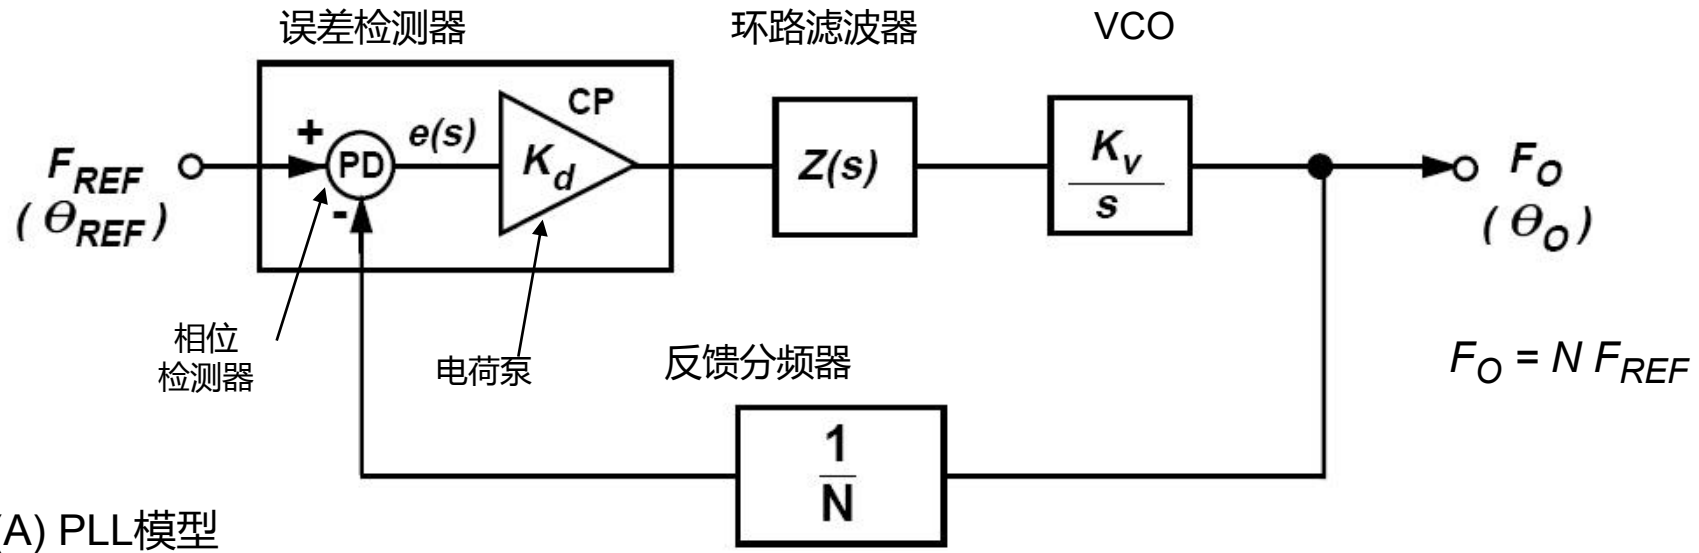 误差检测器
环路滤波器
VCO
CP
+
PD
e(s)
K_d
Z(s)
K_v
s
F_REF
(θ_REF)
-
F_O
(θ_O)
相位
检测器
电荷泵
反馈分频器
F_O = N F_REF
1
N
(A) PLL模型